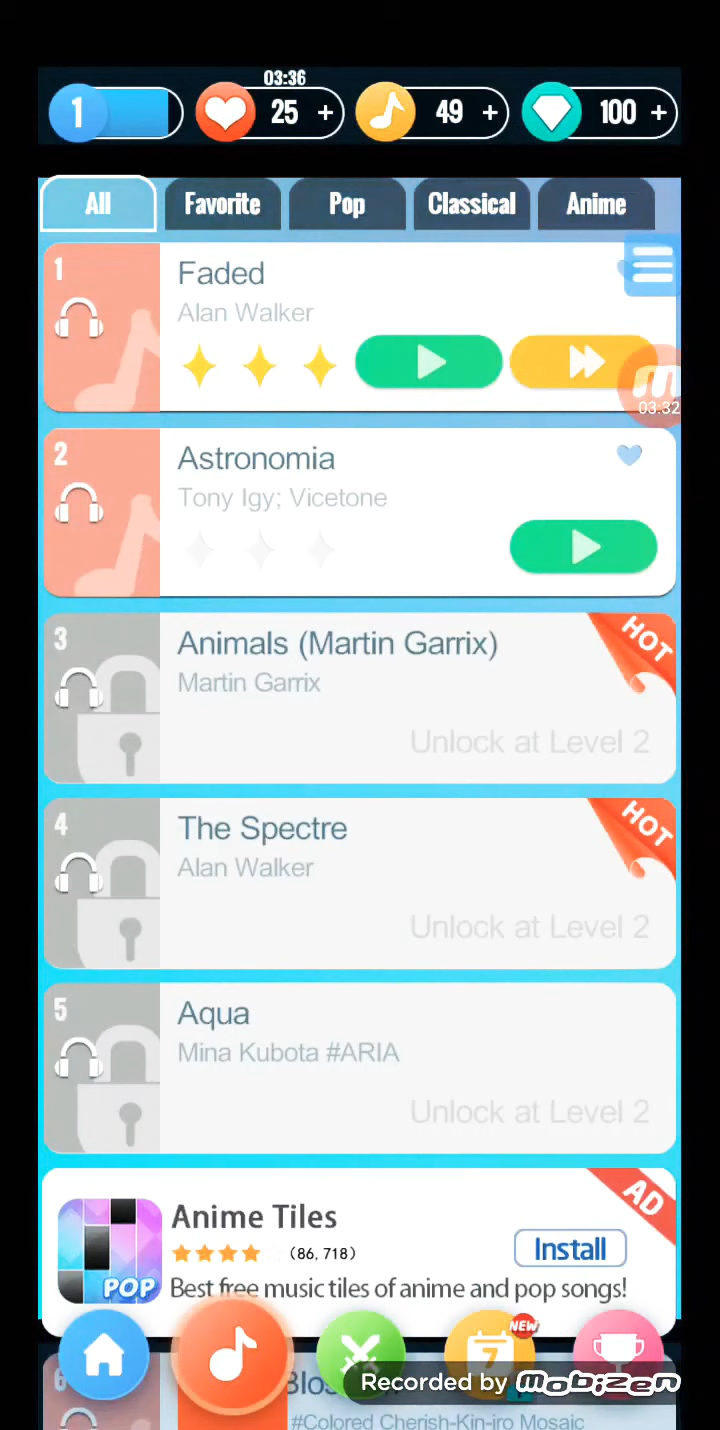 03:36
1
25 +
49 +
100 +
All
Favorite
Pop
Classical
Anime
1
Faded
Alan Walker
03:32
2
Astronomia
Tony Igy; Vicetone
3
Animals (Martin Garrix)
HOT
Martin Garrix
Unlock at Level 2
4
The Spectre
HOT
Alan Walker
Unlock at Level 2
5
Aqua
Mina Kubota #ARIA
Unlock at Level 2
AD
Anime Tiles
(86, 718)
Install
POP
Best free music tiles of anime and pop songs!
NEW
7
Recorded by mobizen
6
#Colored Cherish-Kin-iro Mosaic